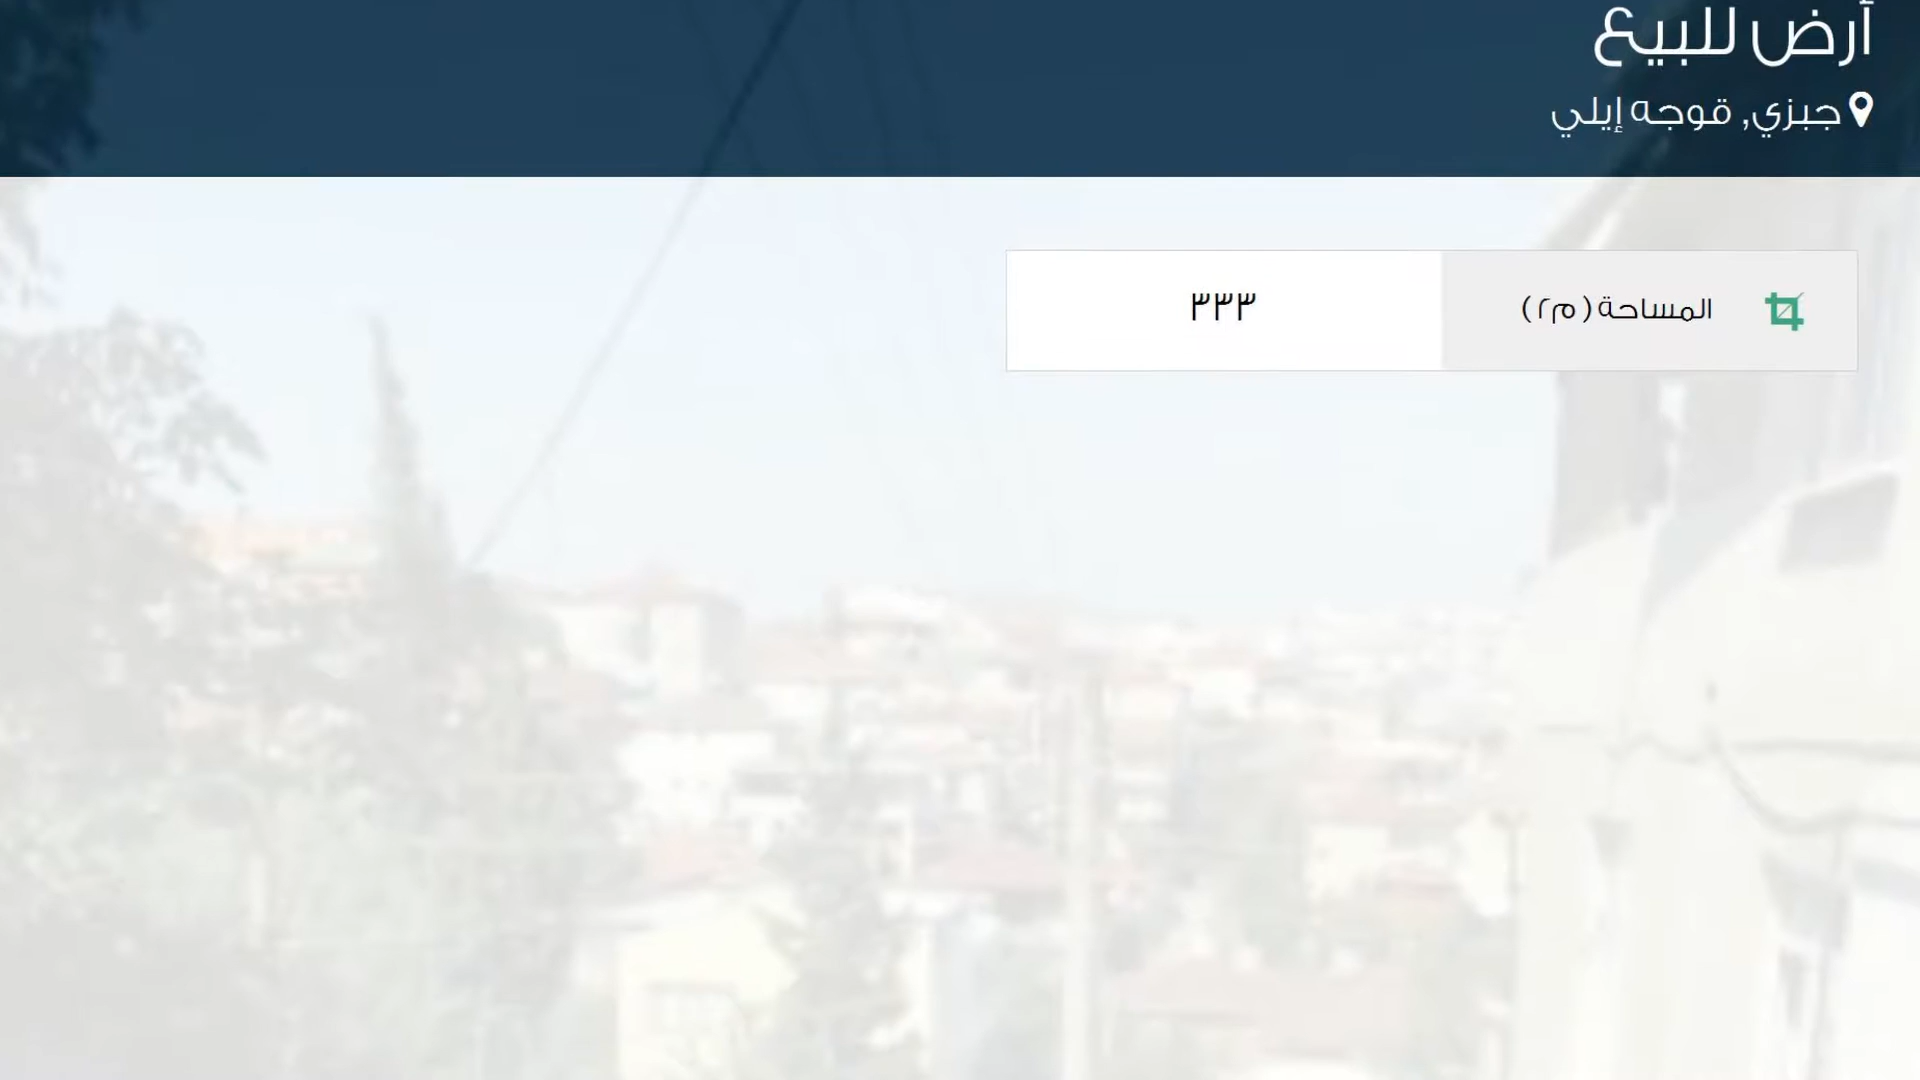 أرض للبيع
جبزي, قوجه إيلي
المساحة (م٢)
٣٣٣